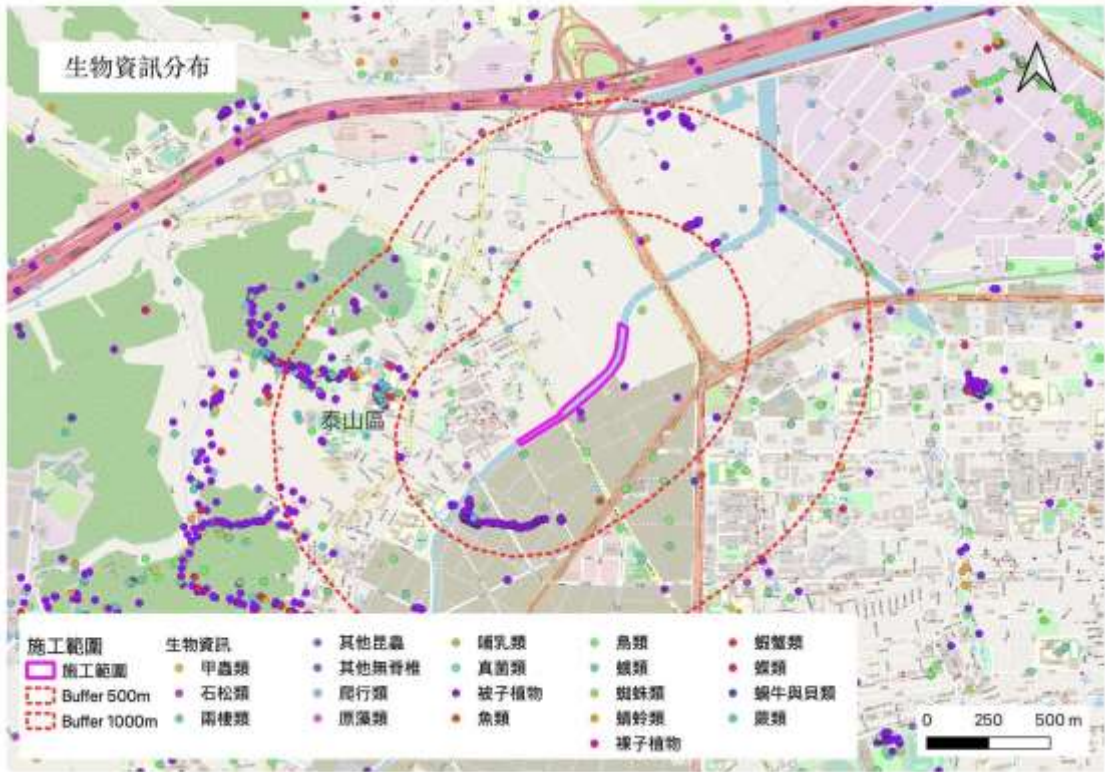 生物資訊分布
泰山區
施工範圍
施工範圍
Buffer 500m
Buffer 1000m
生物資訊
甲蟲類
石松類
兩棲類
其他昆蟲
其他無脊椎
爬行類
原藻類
哺乳類
真菌類
被子植物
魚類
鳥類
蛾類
蜘蛛類
蜻蛉類
裸子植物
蝦蟹類
蝶類
蝸牛與貝類
蕨類
0 250 500 m